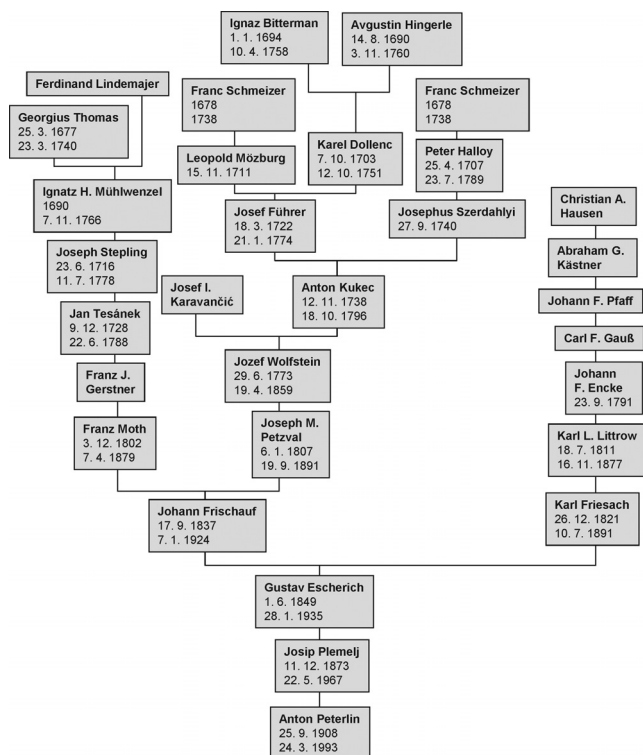 Ignaz Bitterman
1. 1. 1694
10. 4. 1758
Avgustin Hingerle
14. 8. 1690
3. 11. 1760
Ferdinand Lindemajer
Franc Schmeizer
1678
1738
Franc Schmeizer
1678
1738
Georgius Thomas
25. 3. 1677
23. 3. 1740
Karel Dollenc
7. 10. 1703
12. 10. 1751
Leopold Mözburg
15. 11. 1711
Peter Halloy
25. 4. 1707
23. 7. 1789
Ignatz H. Mühlwenzel
1690
7. 11. 1766
Christian A.
Hausen
Josef Führer
18. 3. 1722
21. 1. 1774
Josephus Szerdahlyi
27. 9. 1740
Joseph Stepling
23. 6. 1716
11. 7. 1778
Abraham G.
Kästner
Josef I.
Karavančić
Anton Kukec
12. 11. 1738
18. 10. 1796
Johann F. Pfaff
Jan Tesánek
9. 12. 1728
22. 6. 1788
Carl F. Gauß
Jozef Wolfstein
29. 6. 1773
19. 4. 1859
Franz J.
Gerstner
Johann
F. Encke
23. 9. 1791
Franz Moth
3. 12. 1802
7. 4. 1879
Joseph M.
Petzval
6. 1. 1807
19. 9. 1891
Karl L. Littrow
18. 7. 1811
16. 11. 1877
Johann Frischauf
17. 9. 1837
7. 1. 1924
Karl Friesach
26. 12. 1821
10. 7. 1891
Gustav Escherich
1. 6. 1849
28. 1. 1935
Josip Plemelj
11. 12. 1873
22. 5. 1967
Anton Peterlin
25. 9. 1908
24. 3. 1993